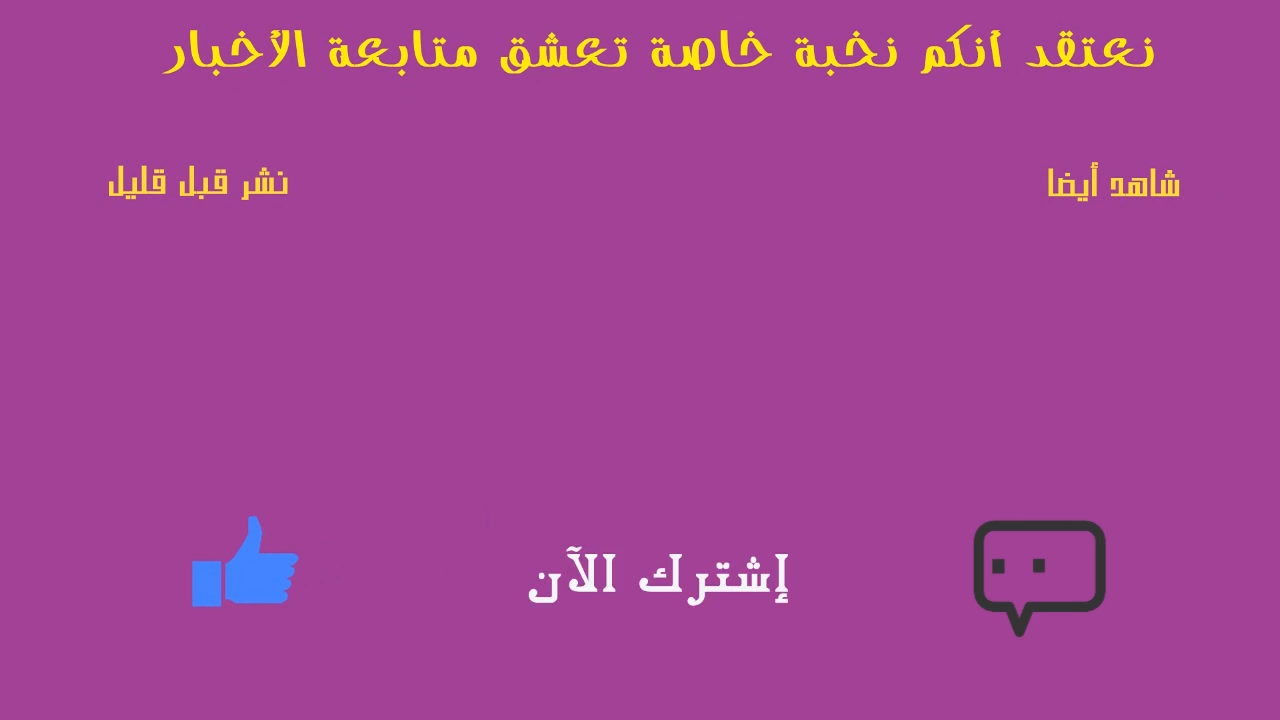 نعتقد أنكم نخبة خاصة تعشق متابعة الأخبار
شاهد أيضا
نشر قبل قليل
إشترك الآن